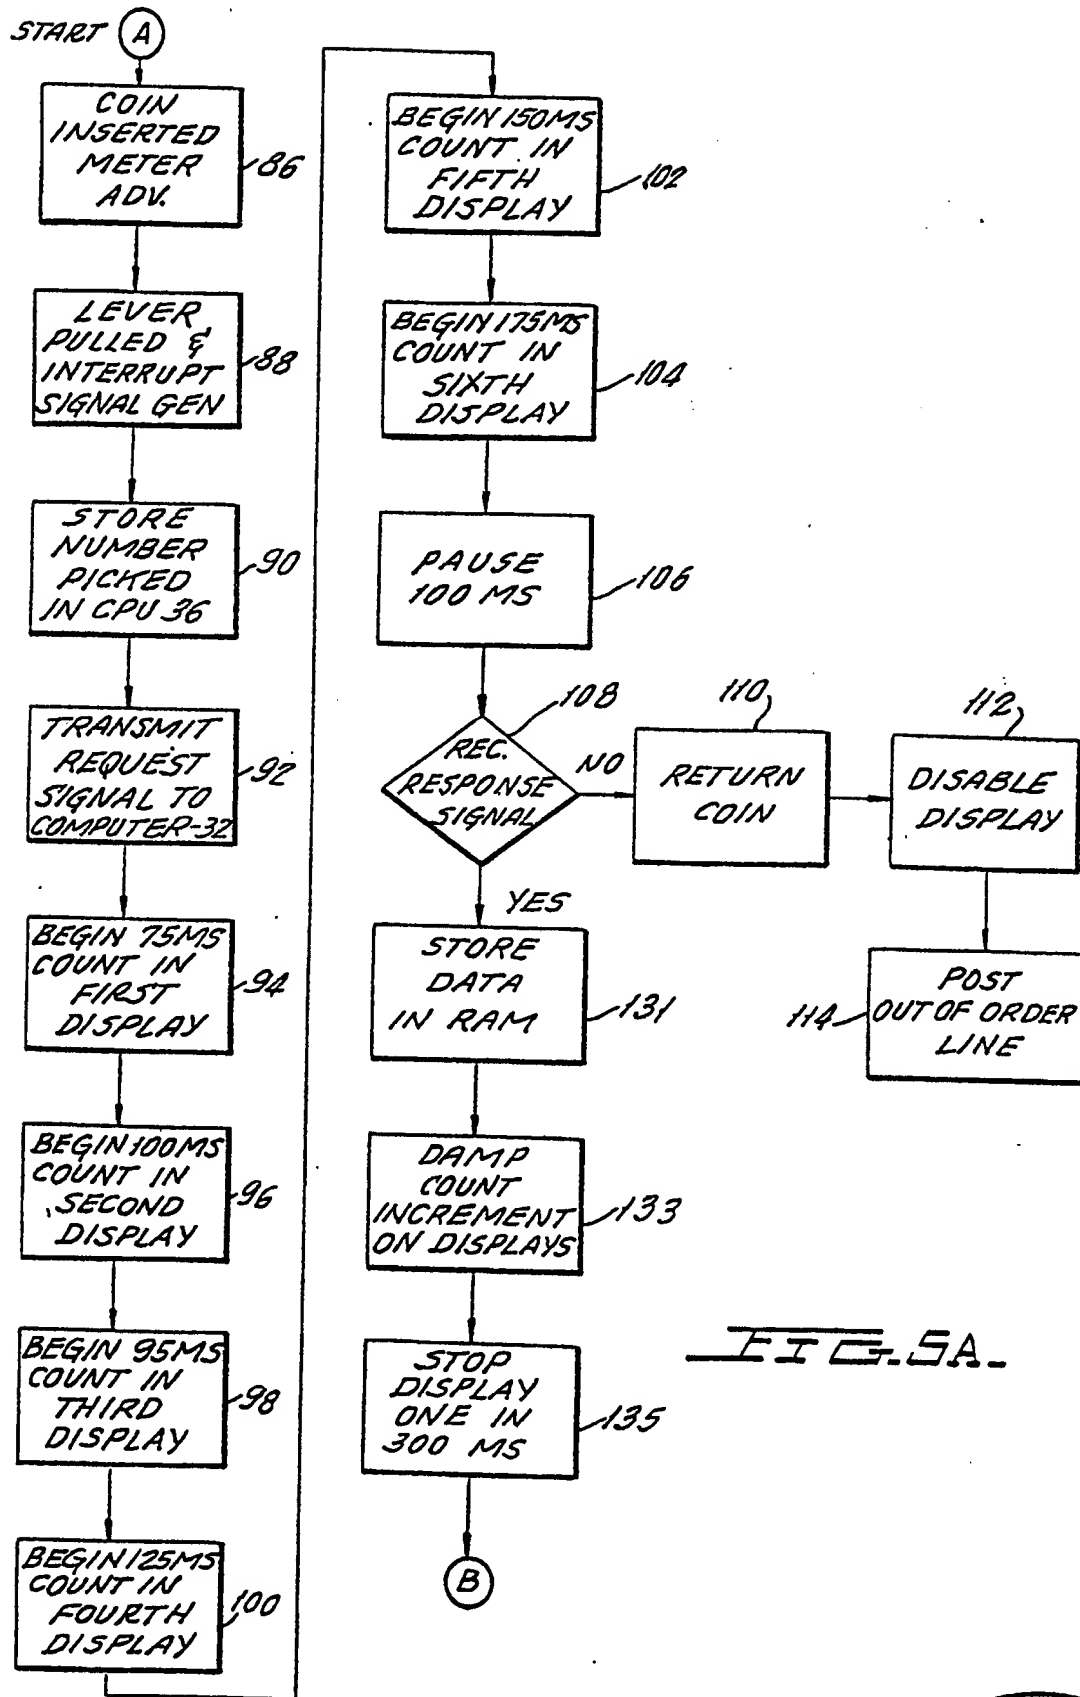 START A
COIN
INSERTED
METER
ADV.
86
LEVER
PULLED &
INTERRUPT
SIGNAL GEN
88
STORE
NUMBER
PICKED
IN CPU 36
90
TRANSMIT
REQUEST
SIGNAL TO
COMPUTER-32
92
BEGIN 75MS
COUNT IN
FIRST
DISPLAY
94
BEGIN 100MS
COUNT IN
SECOND
DISPLAY
96
BEGIN 95MS
COUNT IN
THIRD
DISPLAY
98
BEGIN 125MS
COUNT IN
FOURTH
DISPLAY
100
BEGIN 150MS
COUNT IN
FIFTH
DISPLAY
102
BEGIN 175MS
COUNT IN
SIXTH
DISPLAY
104
PAUSE
100 MS
106
REC.
RESPONSE
SIGNAL
108
NO
RETURN
COIN
110
DISABLE
DISPLAY
112
POST
OUT OF ORDER
LINE
114
YES
STORE
DATA
IN RAM
131
DAMP
COUNT
INCREMENT
ON DISPLAYS
133
STOP
DISPLAY
ONE IN
300 MS
135
B
FIG. 5A.